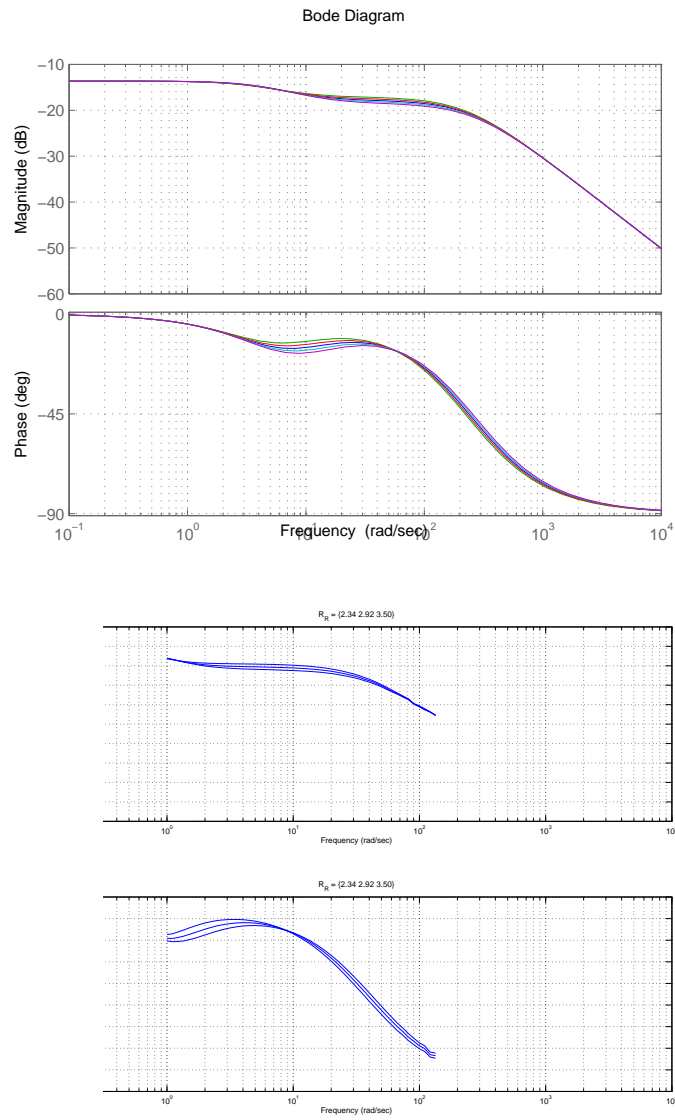 Bode Diagram
−10
−20
−30
−40
−50
−60
Magnitude (dB)
0
−45
−90
Phase (deg)
10^−1 10^0 10^1 10^2 10^3 10^4
Frequency (rad/sec)
R_R = {2.34 2.92 3.50}
10^0 10^1 10^2 10^3 10
Frequency (rad/sec)
R_R = {2.34 2.92 3.50}
10^0 10^1 10^2 10^3 10
Frequency (rad/sec)